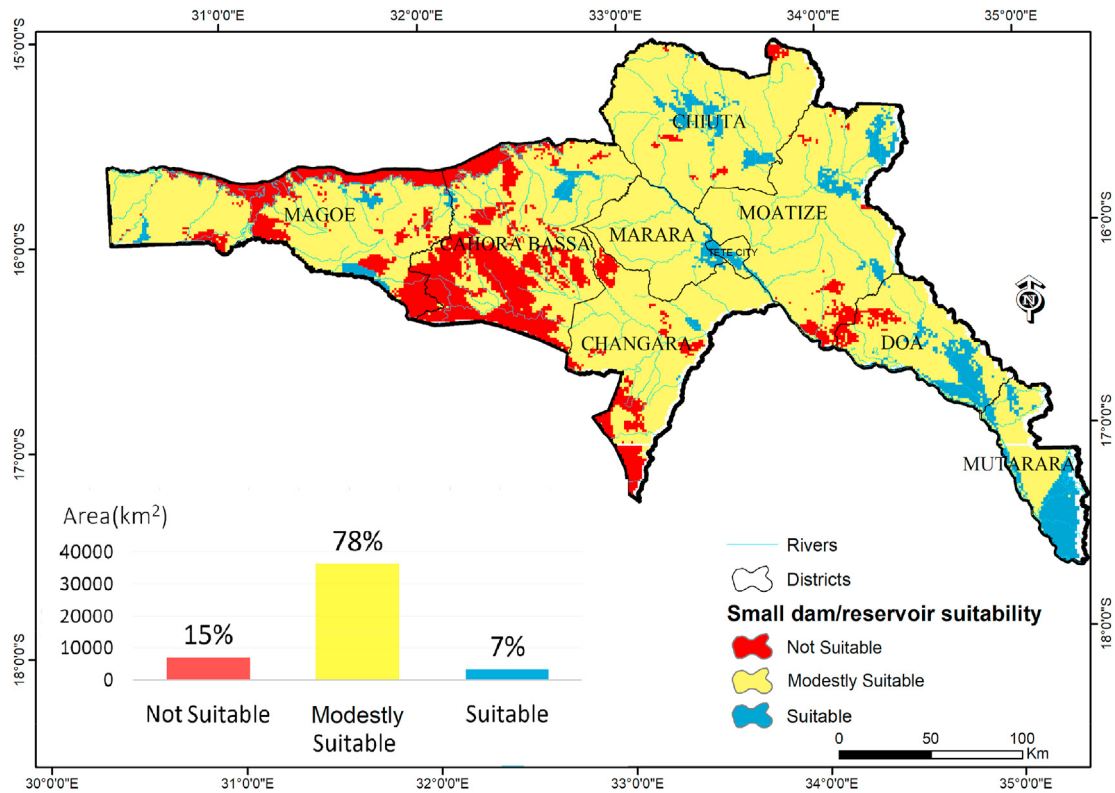 31°0'0"E 32°0'0"E 33°0'0"E 34°0'0"E 35°0'0"E
15°0'0"S
15°0'0"S
16°0'0"S
16°0'0"S
17°0'0"S
17°0'0"S
18°0'0"S
18°0'0"S
CHIUTA
MAGOE
MOATIZE
MARARA
CAHORA BASSA
TETE CITY
N
CHANGARA
DOA
MUTARARA
Area(km²)
40000
30000
20000
10000
0
15%
78%
7%
Not Suitable
Modestly
Suitable
Suitable
Rivers
Districts
Small dam/reservoir suitability
Not Suitable
Modestly Suitable
Suitable
0 50 100
Km
30°0'0"E 31°0'0"E 32°0'0"E 33°0'0"E 34°0'0"E 35°0'0"E